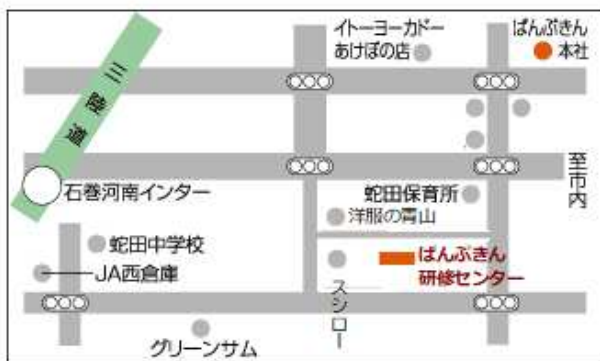 イトーヨーカドー
あけぼの店
ぱんぷきん
本社
三陸道
至市内
石巻河南インター
蛇田保育所
洋服の青山
蛇田中学校
JA西倉庫
ぱんぷきん
研修センター
スシロー
グリーンサム